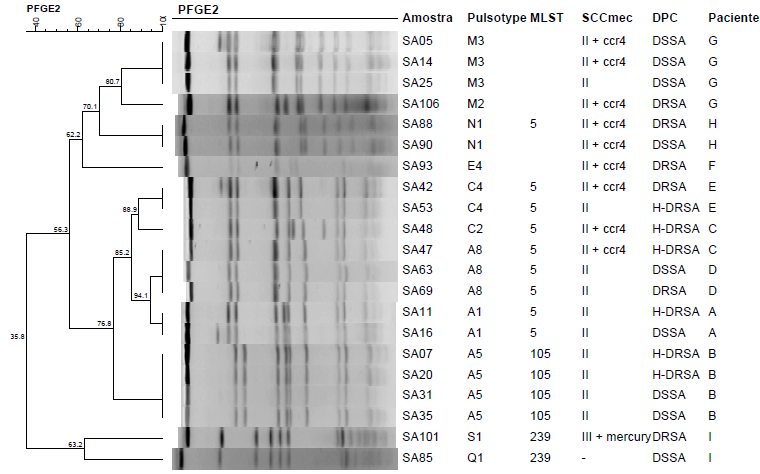 PFGE2
PFGE2
Amostra Pulsotype MLST SCCmec DPC Paciente
40 60 80 100
SA05 M3 II + ccr4 DSSA G
SA14 M3 II + ccr4 DSSA G
SA25 M3 II DSSA G
80.7
SA106 M2 II + ccr4 DRSA G
70.1
SA88 N1 5 II + ccr4 DRSA H
62.2
SA90 N1 II + ccr4 DSSA H
SA93 E4 II + ccr4 DRSA F
SA42 C4 5 II + ccr4 DRSA E
88.9
SA53 C4 5 II H-DRSA E
56.3
SA48 C2 5 II + ccr4 H-DRSA C
85.2
SA47 A8 5 II + ccr4 H-DRSA C
SA63 A8 5 II DSSA D
94.1
SA69 A8 5 II DRSA D
SA11 A1 5 II H-DRSA A
76.8
35.8
SA16 A1 5 II DSSA A
SA07 A5 105 II H-DRSA B
SA20 A5 105 II H-DRSA B
SA31 A5 105 II DSSA B
SA35 A5 105 II DSSA B
63.2
SA101 S1 239 III + mercury DRSA I
SA85 Q1 239 - DSSA I